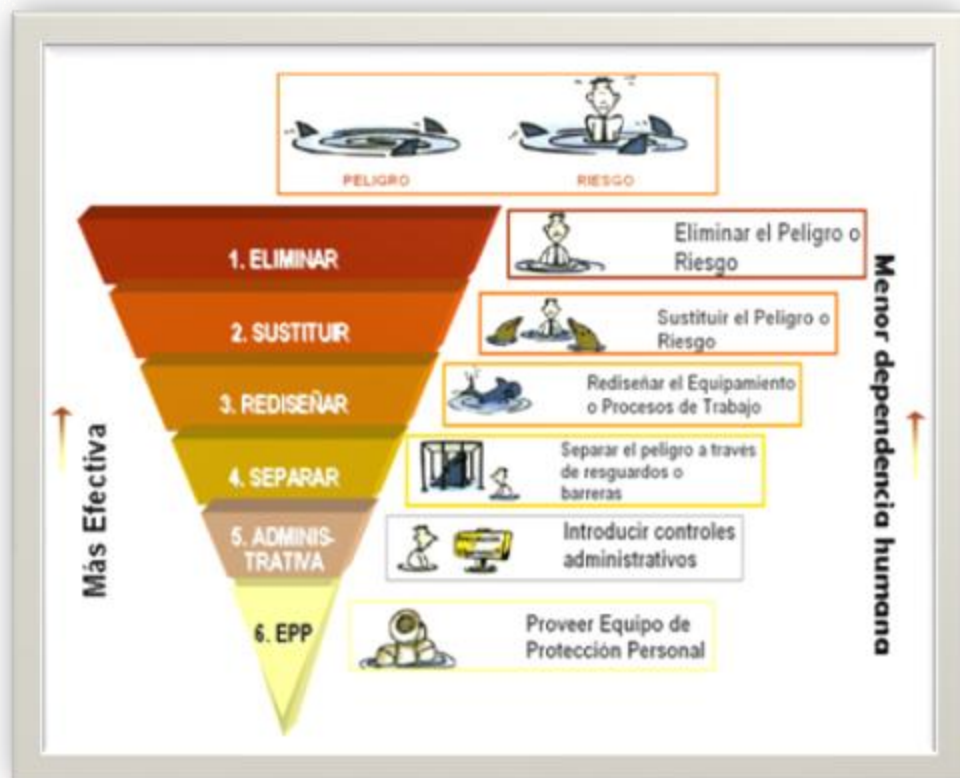 PELIGRO
RIESGO
1. ELIMINAR
Eliminar el Peligro o
Riesgo
2. SUSTITUIR
Sustituir el Peligro o
Riesgo
3. REDISEÑAR
Rediseñar el Equipamiento
o Procesos de Trabajo
4. SEPARAR
Separar el peligro a través
de resguardos o
barreras
5. ADMINIS-
TRATIVA
Introducir controles
administrativos
6. EPP
Proveer Equipo de
Protección Personal
Más Efectiva
Menor dependencia humana